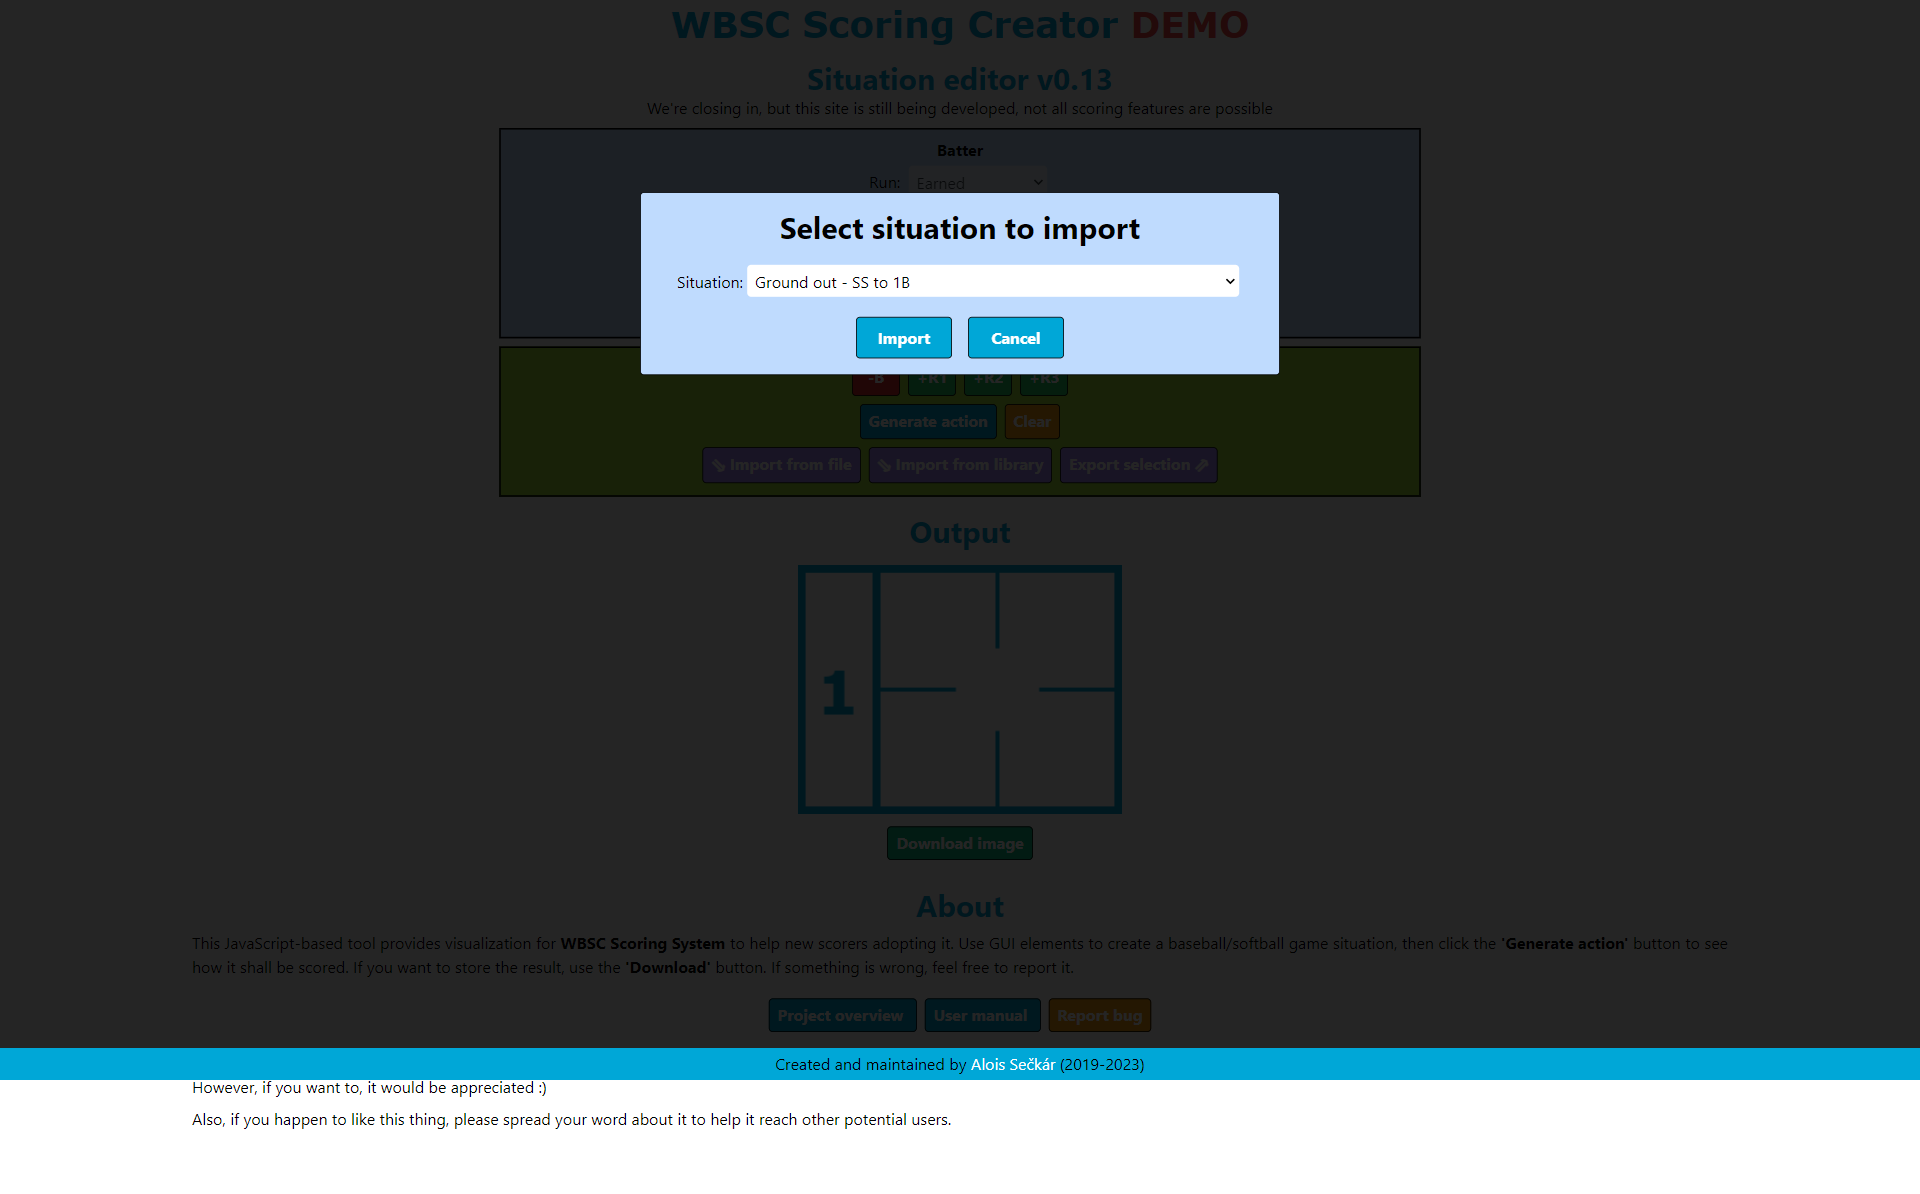 WBSC Scoring Creator DEMO
Situation editor v0.13
We're closing in, but this site is still being developed, not all scoring features are possible
Batter
Run: Earned
Select situation to import
Situation: Ground out - SS to 1B
Import Cancel
-B +R1 +R2 +R3
Generate action Clear
Import from file Import from library Export selection
Output
1
Download image
About
This JavaScript-based tool provides visualization for WBSC Scoring System to help new scorers adopting it. Use GUI elements to create a baseball/softball game situation, then click the 'Generate action' button to see
how it shall be scored. If you want to store the result, use the 'Download' button. If something is wrong, feel free to report it.
Project overview User manual Report bug
Created and maintained by Alois Sečkár (2019-2023)
However, if you want to, it would be appreciated :)
Also, if you happen to like this thing, please spread your word about it to help it reach other potential users.